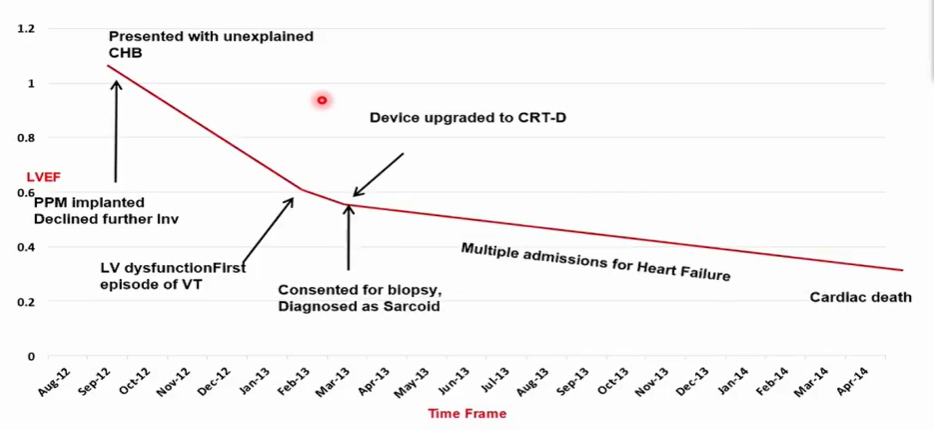 1.2
Presented with unexplained
CHB
1
Device upgraded to CRT-D
0.8
LVEF
0.6
PPM implanted
Declined further Inv
0.4
Multiple admissions for Heart Failure
LV dysfunctionFIrst
episode of VT
Consented for biopsy,
Diagnosed as Sarcoid
Cardiac death
0.2
0
Aug-12
Sep-12
Oct-12
Nov-12
Dec-12
Jan-13
Feb-13
Mar-13
Apr-13
May-13
Jun-13
Jul-13
Aug-13
Sep-13
Oct-13
Nov-13
Dec-13
Jan-14
Feb-14
Mar-14
Apr-14
Time Frame